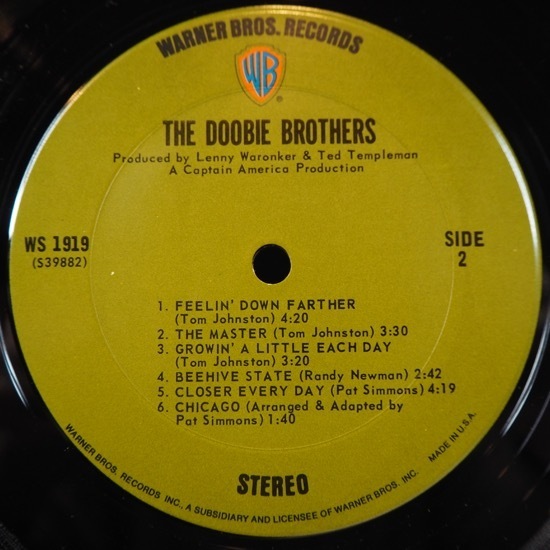 WARNER BROS. RECORDS
WB
®
THE DOOBIE BROTHERS
Produced by Lenny Waronker & Ted Templeman
A Captain America Production
WS 1919
(S39882)
SIDE
2
1. FEELIN' DOWN FARTHER
(Tom Johnston) 4:20
2. THE MASTER (Tom Johnston) 3:30
3. GROWIN' A LITTLE EACH DAY
(Tom Johnston) 3:20
4. BEEHIVE STATE (Randy Newman) 2:42
5. CLOSER EVERY DAY (Pat Simmons) 4:19
6. CHICAGO (Arranged & Adapted by
Pat Simmons) 1:40
STEREO
WARNER BROS. RECORDS INC., A SUBSIDIARY AND LICENSEE OF WARNER BROS. INC.
MADE IN U.S.A.